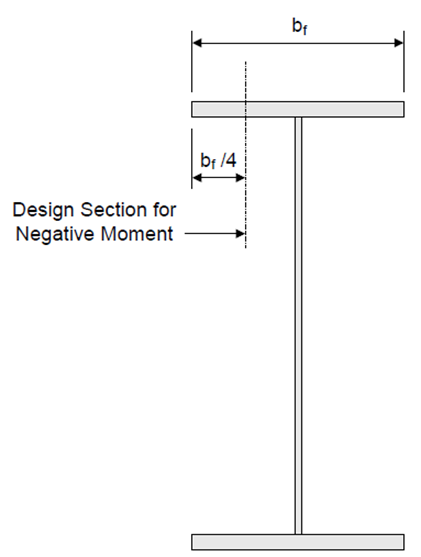 bf
bf /4
Design Section for
Negative Moment